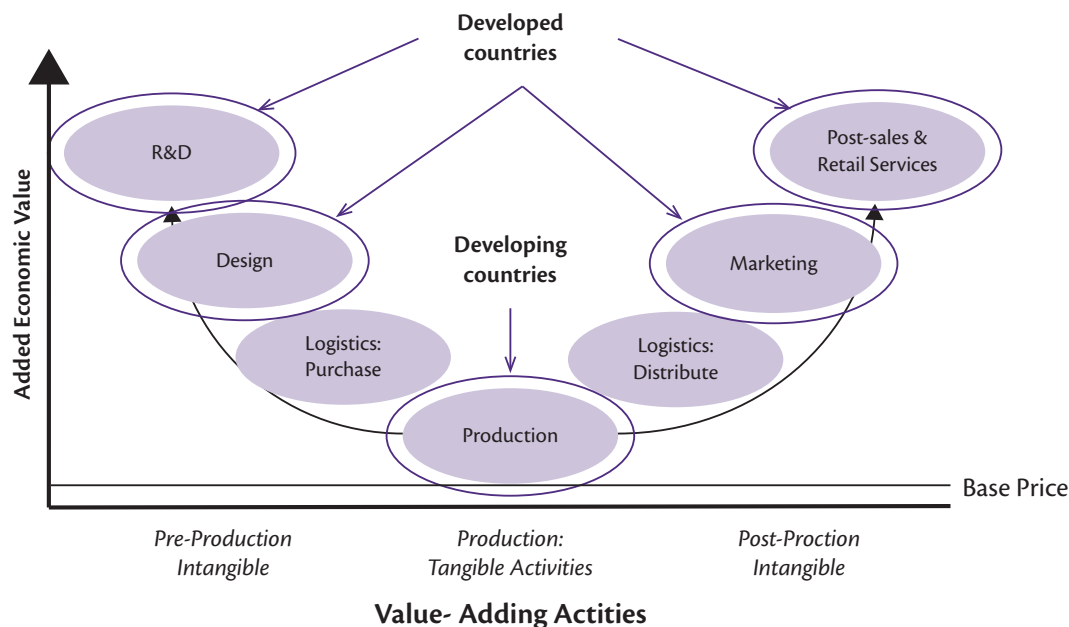 Developed
countries
R&D
Post-sales &
Retail Services
Design
Developing
countries
Marketing
Logistics:
Purchase
Logistics:
Distribute
Production
Added Economic Value
Base Price
Pre-Production
Intangible
Production:
Tangible Activities
Post-Proction
Intangible
Value- Adding Actities